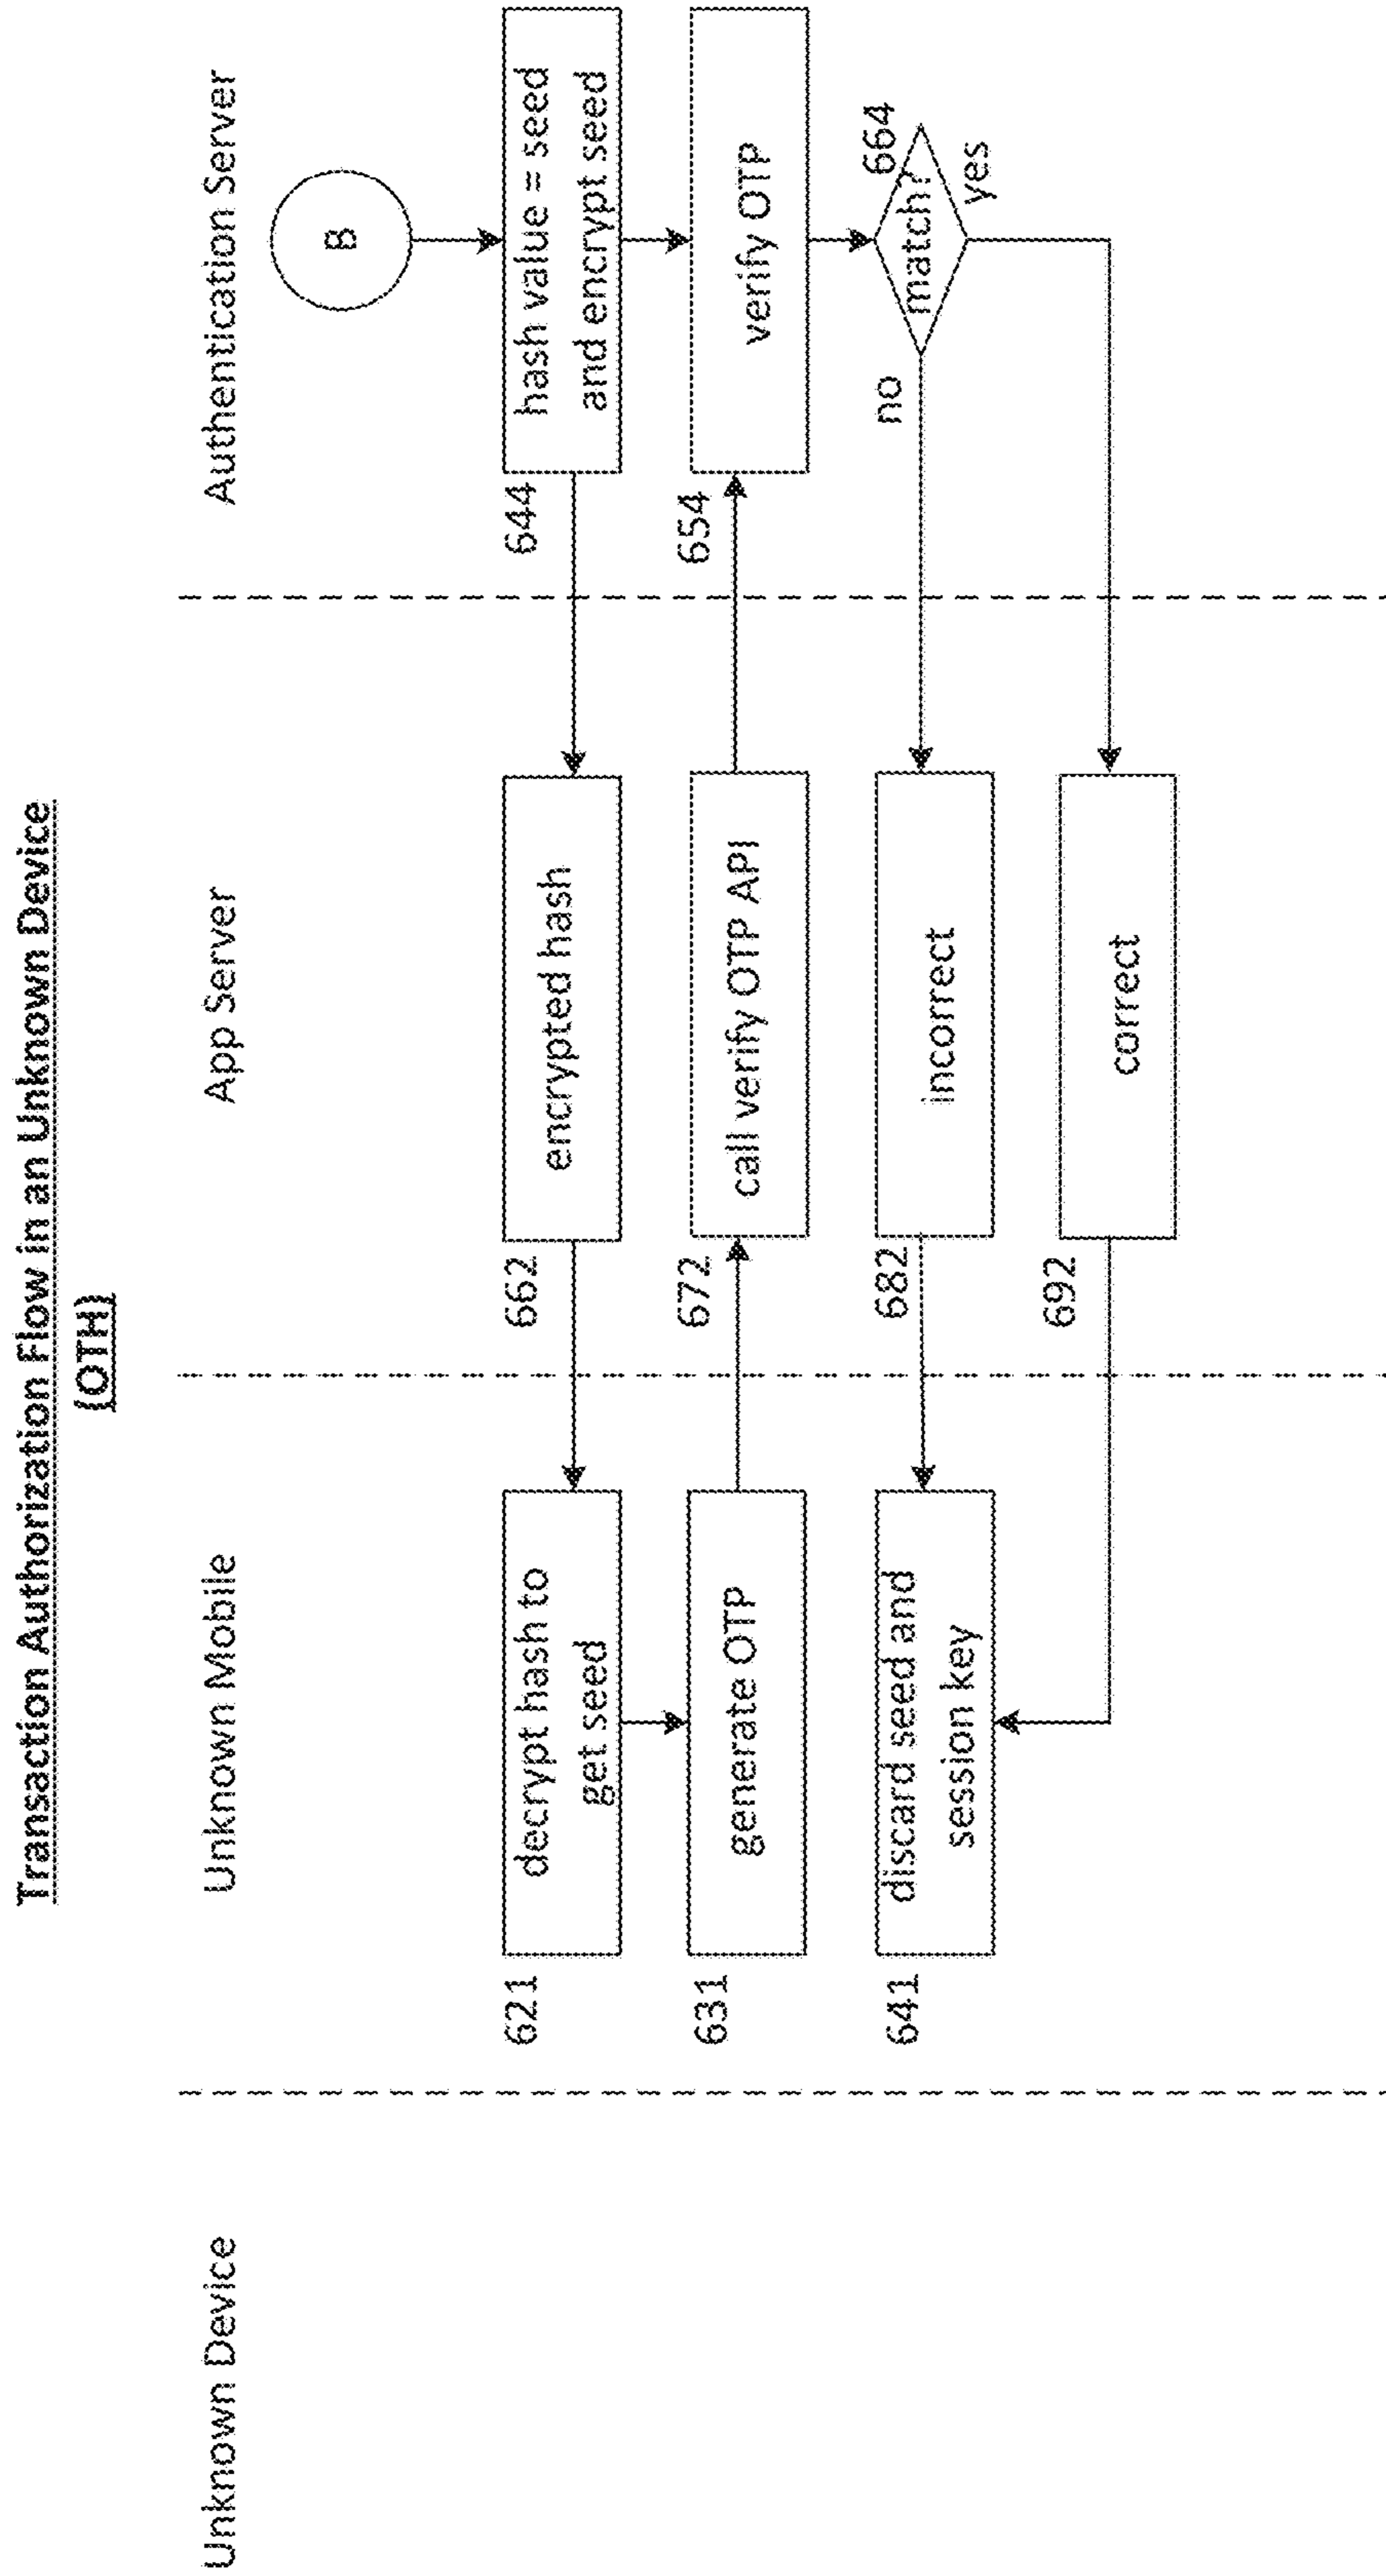 Transaction Authorization Flow in an Unknown Device
(OTH)
Unknown Device
Unknown Mobile
App Server
Authentication Server
B
621
decrypt hash to
get seed
662
encrypted hash
644
hash value = seed
and encrypt seed
631
generate OTP
672
call verify OTP API
654
verify OTP
641
discard seed and
session key
682
incorrect
no
match?
664
yes
692
correct